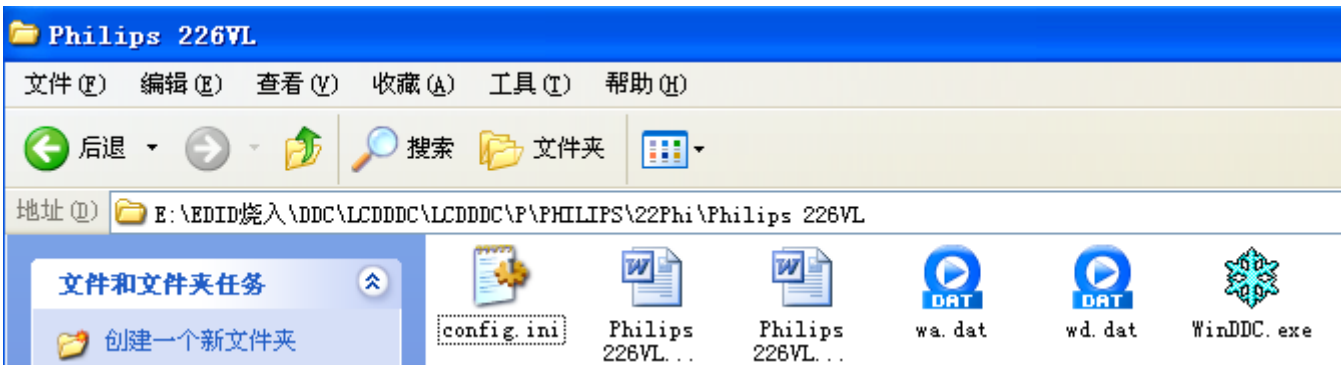 Philips 226VL
文件(F) 编辑(E) 查看(V) 收藏(A) 工具(T) 帮助(H)
后退 搜索 文件夹
地址(D) E:\EDID烧入\DDC\LCDDDC\LCDDDC\P\PHILIPS\22Phi\Philips 226VL
文件和文件夹任务
创建一个新文件夹
config.ini
Philips
226VL...
Philips
226VL...
wa.dat
wd.dat
WinDDC.exe
W
W
DAT
DAT